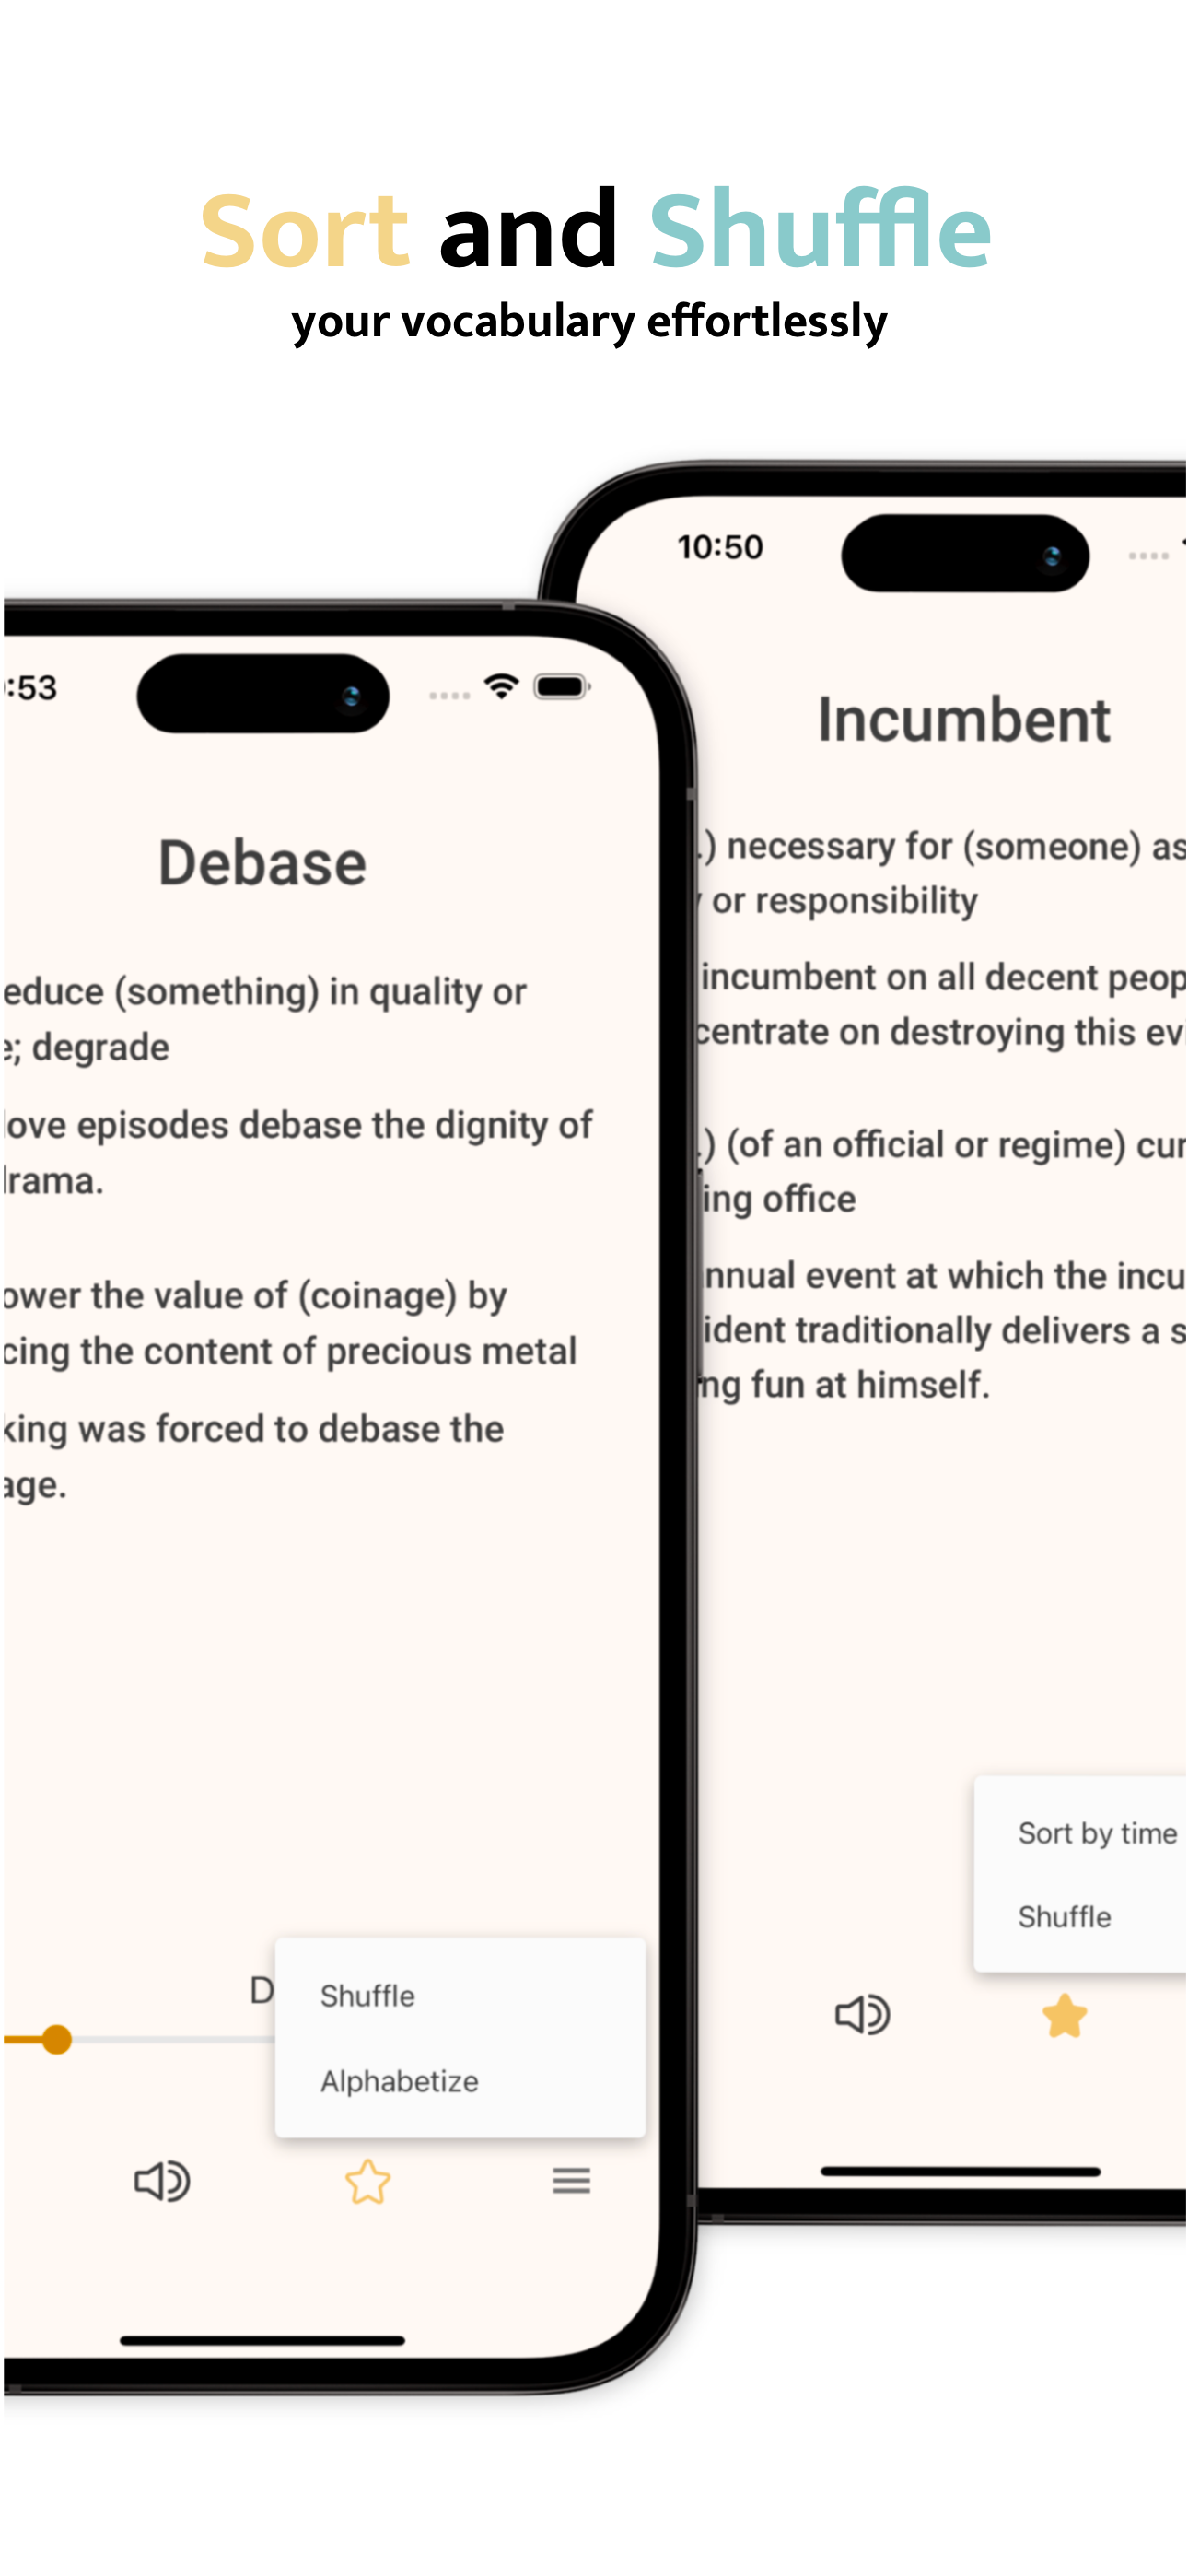 Sort and Shuffle
your vocabulary effortlessly
:53
Debase
educe (something) in quality or
e; degrade
love episodes debase the dignity of
drama.
ower the value of (coinage) by
cing the content of precious metal
king was forced to debase the
age.
D
Shuffle
Alphabetize
10:50
Incumbent
.) necessary for (someone) as
y or responsibility
incumbent on all decent peop
centrate on destroying this evi
.) (of an official or regime) cur
ing office
nnual event at which the incu
ident traditionally delivers a s
ng fun at himself.
Sort by time
Shuffle